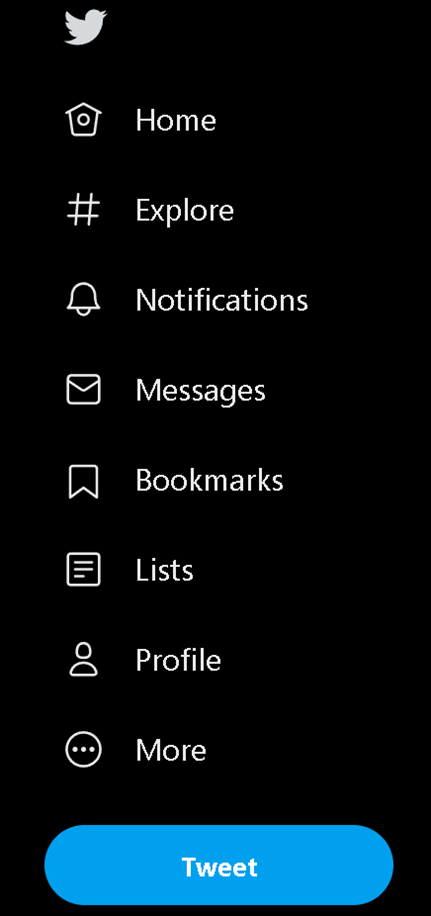 Home
Explore
Notifications
Messages
Bookmarks
Lists
Profile
More
Tweet